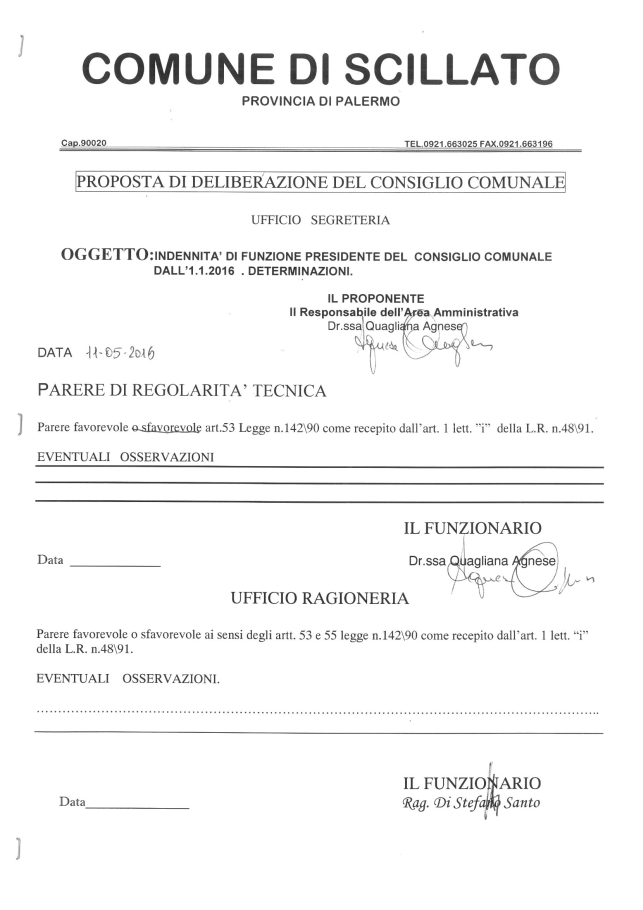 COMUNE DI SCILLATO
PROVINCIA DI PALERMO
Cap.90020 TEL.0921.663025 FAX.0921.663196
PROPOSTA DI DELIBERAZIONE DEL CONSIGLIO COMUNALE
UFFICIO SEGRETERIA
OGGETTO:INDENNITA' DI FUNZIONE PRESIDENTE DEL CONSIGLIO COMUNALE
DALL'1.1.2016 . DETERMINAZIONI.
IL PROPONENTE
Il Responsabile dell'Area Amministrativa
Dr.ssa Quagliana Agnese
DATA 11-05-2016
PARERE DI REGOLARITA' TECNICA
Parere favorevole o sfavorevole art.53 Legge n.142\90 come recepito dall'art. 1 lett. "i" della L.R. n.48\91.
EVENTUALI OSSERVAZIONI
IL FUNZIONARIO
Data ______________
Dr.ssa Quagliana Agnese
UFFICIO RAGIONERIA
Parere favorevole o sfavorevole ai sensi degli artt. 53 e 55 legge n.142\90 come recepito dall'art. 1 lett. "i"
della L.R. n.48\91.
EVENTUALI OSSERVAZIONI.
IL FUNZIONARIO
Data________________ Rag. Di Stefano Santo